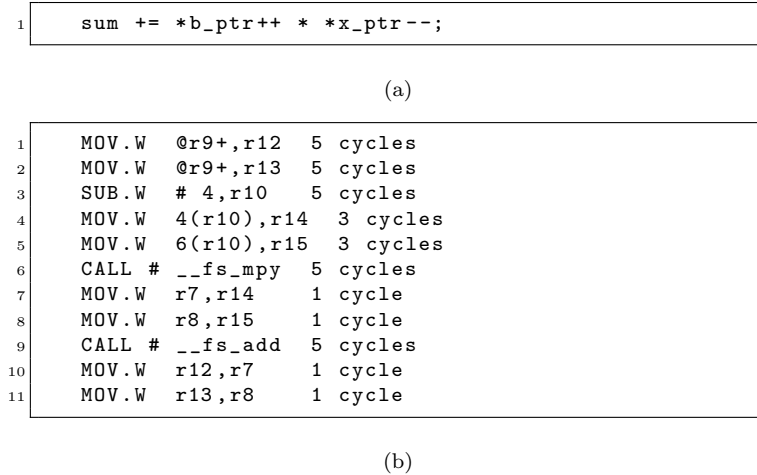 1 sum += *b_ptr++ * *x_ptr--;
(a)
1 MOV.W @r9+,r12 5 cycles
2 MOV.W @r9+,r13 5 cycles
3 SUB.W # 4,r10 5 cycles
4 MOV.W 4(r10),r14 3 cycles
5 MOV.W 6(r10),r15 3 cycles
6 CALL # __fs_mpy 5 cycles
7 MOV.W r7,r14 1 cycle
8 MOV.W r8,r15 1 cycle
9 CALL # __fs_add 5 cycles
10 MOV.W r12,r7 1 cycle
11 MOV.W r13,r8 1 cycle
(b)